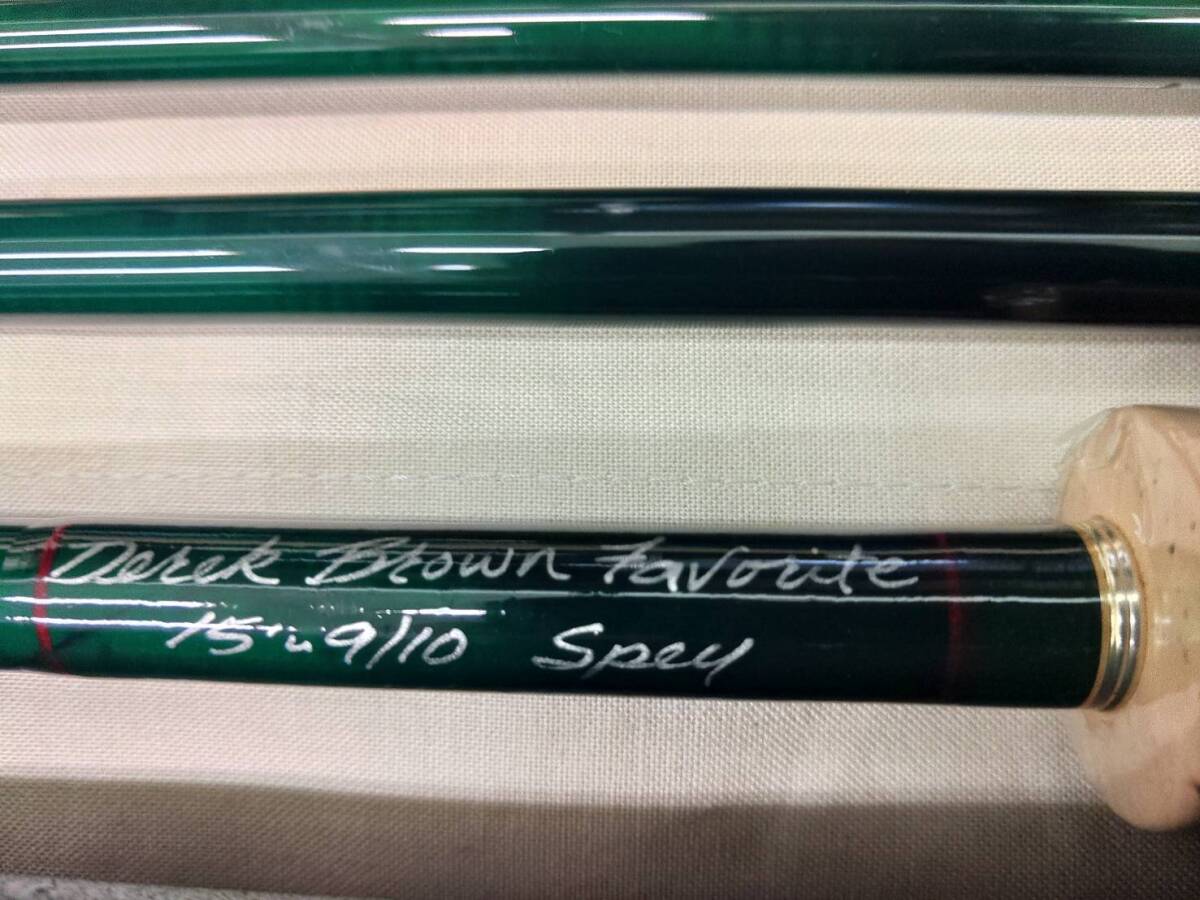 Derek Brown Favorite
15' 9/10 Spey